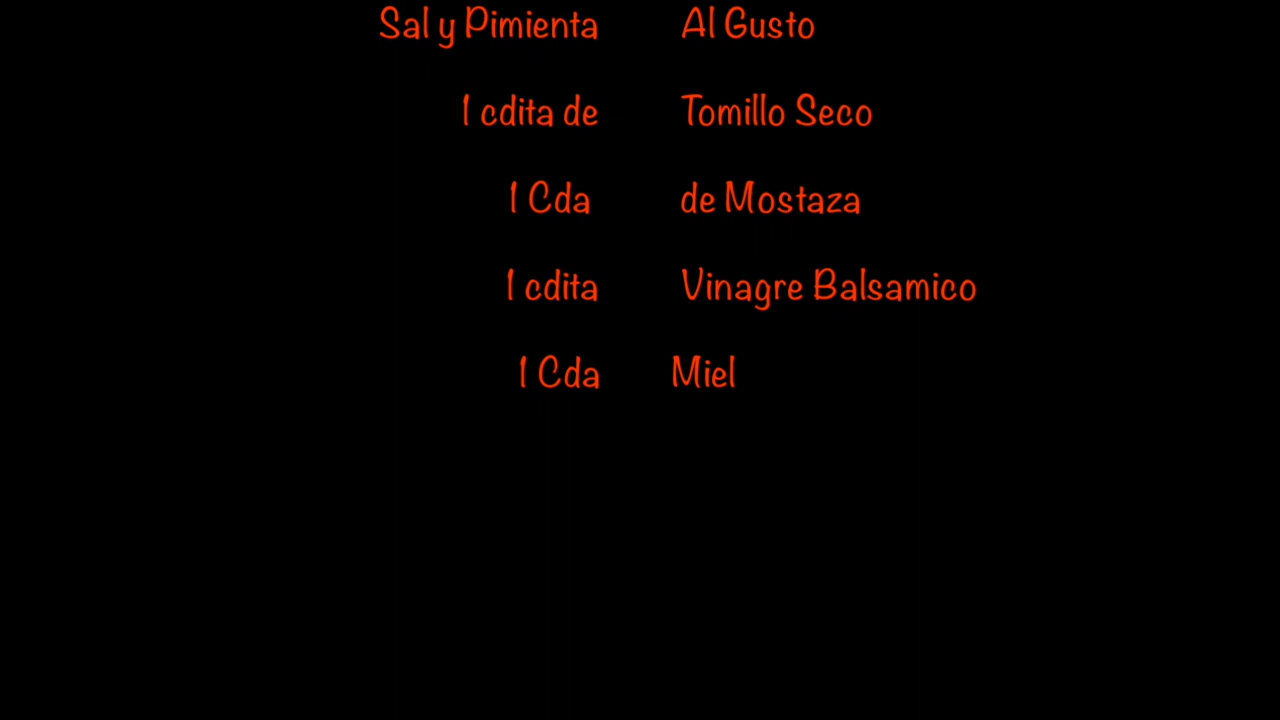 Sal y Pimienta Al Gusto
1 cdita de Tomillo Seco
1 Cda de Mostaza
1 cdita Vinagre Balsamico
1 Cda Miel